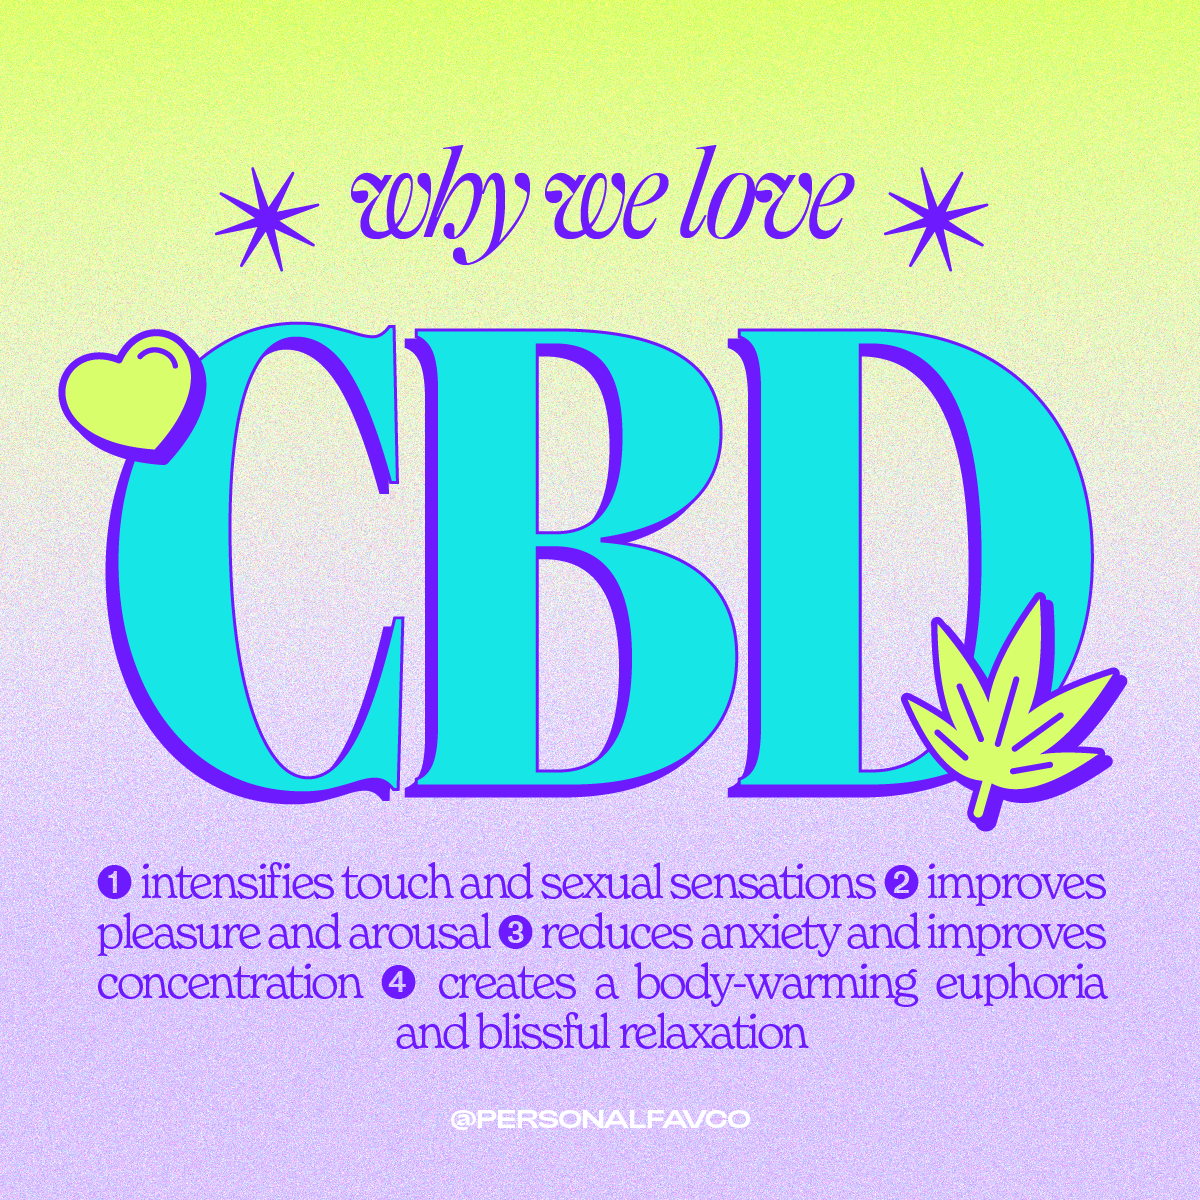 why we love
CBD
❶ intensifies touch and sexual sensations ❷ improves
pleasure and arousal ❸ reduces anxiety and improves
concentration ❹ creates a body-warming euphoria
and blissful relaxation
@PERSONALFAVCO